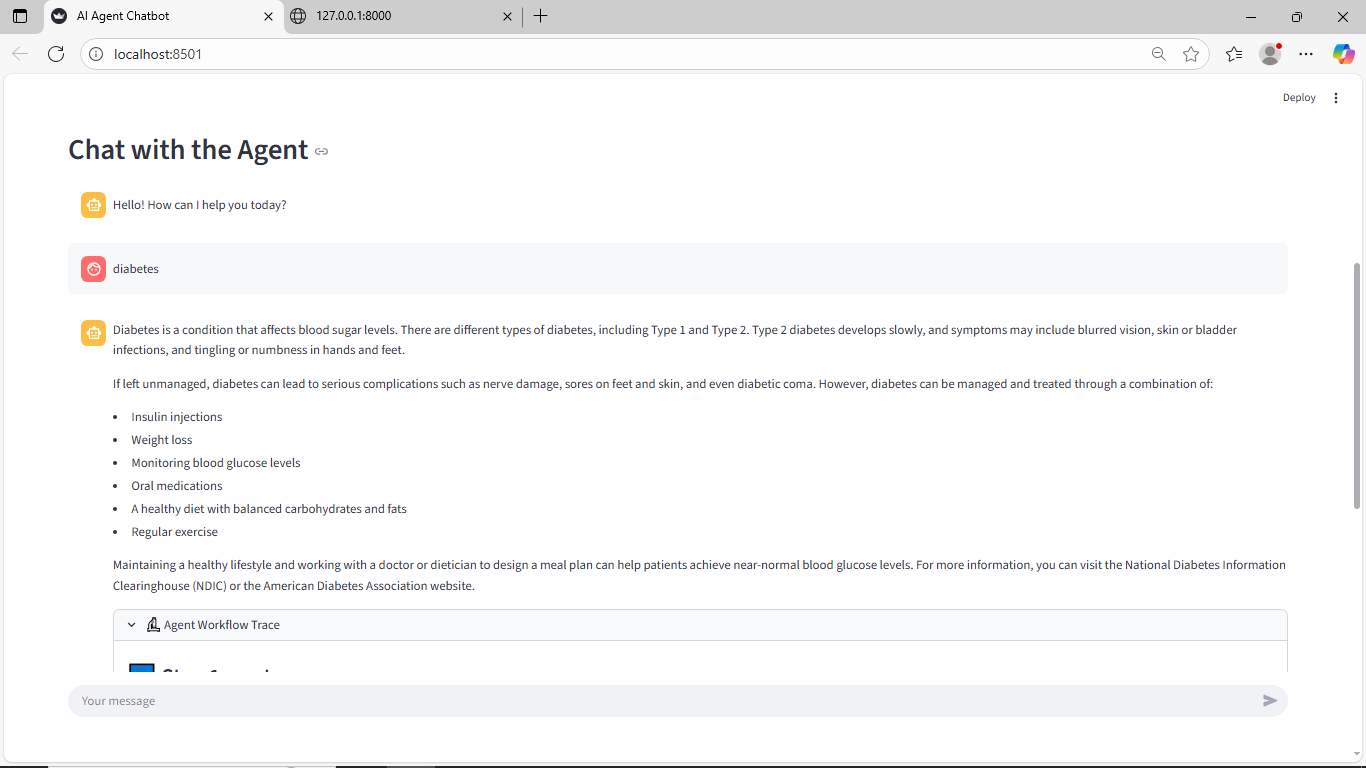 AI Agent Chatbot
127.0.0.1:8000
localhost:8501
Deploy
Chat with the Agent
Hello! How can I help you today?
diabetes
Diabetes is a condition that affects blood sugar levels. There are different types of diabetes, including Type 1 and Type 2. Type 2 diabetes develops slowly, and symptoms may include blurred vision, skin or bladder
infections, and tingling or numbness in hands and feet.
If left unmanaged, diabetes can lead to serious complications such as nerve damage, sores on feet and skin, and even diabetic coma. However, diabetes can be managed and treated through a combination of:
• Insulin injections
• Weight loss
• Monitoring blood glucose levels
• Oral medications
• A healthy diet with balanced carbohydrates and fats
• Regular exercise
Maintaining a healthy lifestyle and working with a doctor or dietician to design a meal plan can help patients achieve near-normal blood glucose levels. For more information, you can visit the National Diabetes Information
Clearinghouse (NDIC) or the American Diabetes Association website.
Agent Workflow Trace
Your message